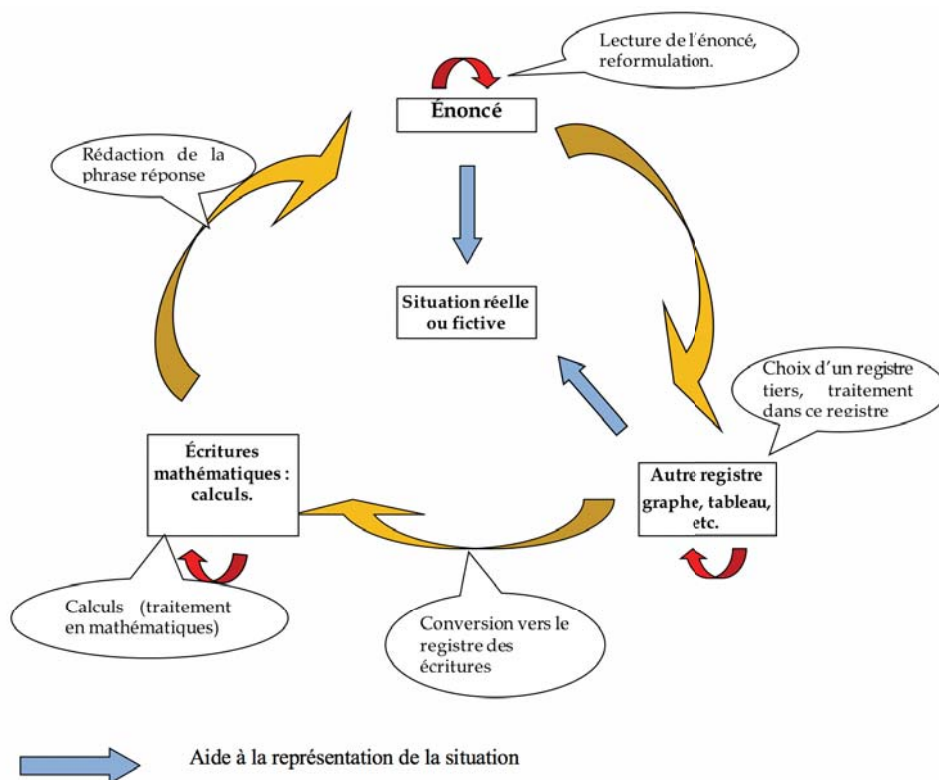 Lecture de l'énoncé,
reformulation.
Énoncé
Rédaction de la
phrase réponse
Situation réelle
ou fictive
Choix d'un registre
tiers, traitement
dans ce registre
Écritures
mathématiques :
calculs.
Autre registre
graphe, tableau,
etc.
Calculs (traitement
en mathématiques)
Conversion vers le
registre des
écritures
Aide à la représentation de la situation